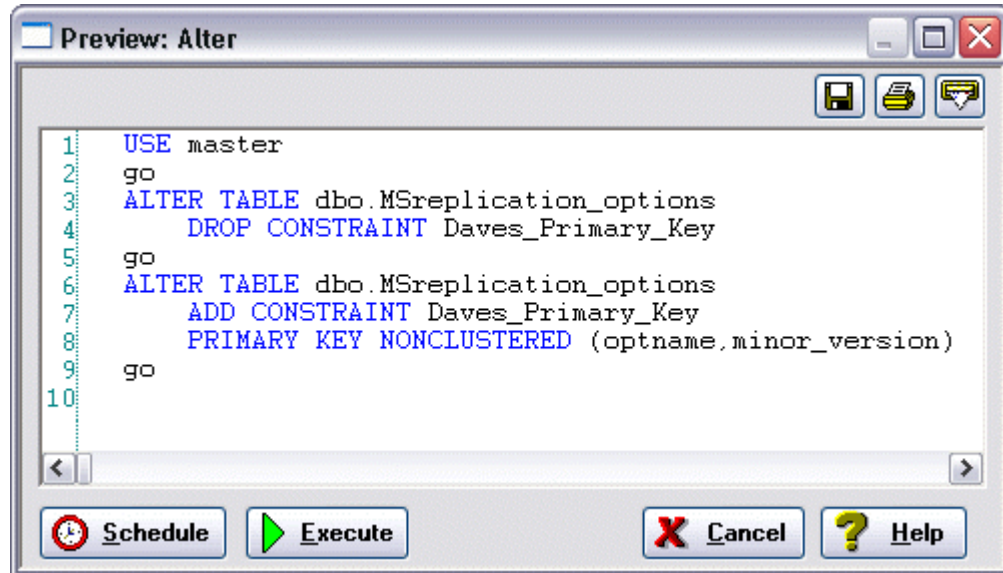 Preview: Alter
1 USE master
2 go
3 ALTER TABLE dbo.MSreplication_options
4 DROP CONSTRAINT Daves_Primary_Key
5 go
6 ALTER TABLE dbo.MSreplication_options
7 ADD CONSTRAINT Daves_Primary_Key
8 PRIMARY KEY NONCLUSTERED (optname,minor_version)
9 go
10
Schedule Execute Cancel Help